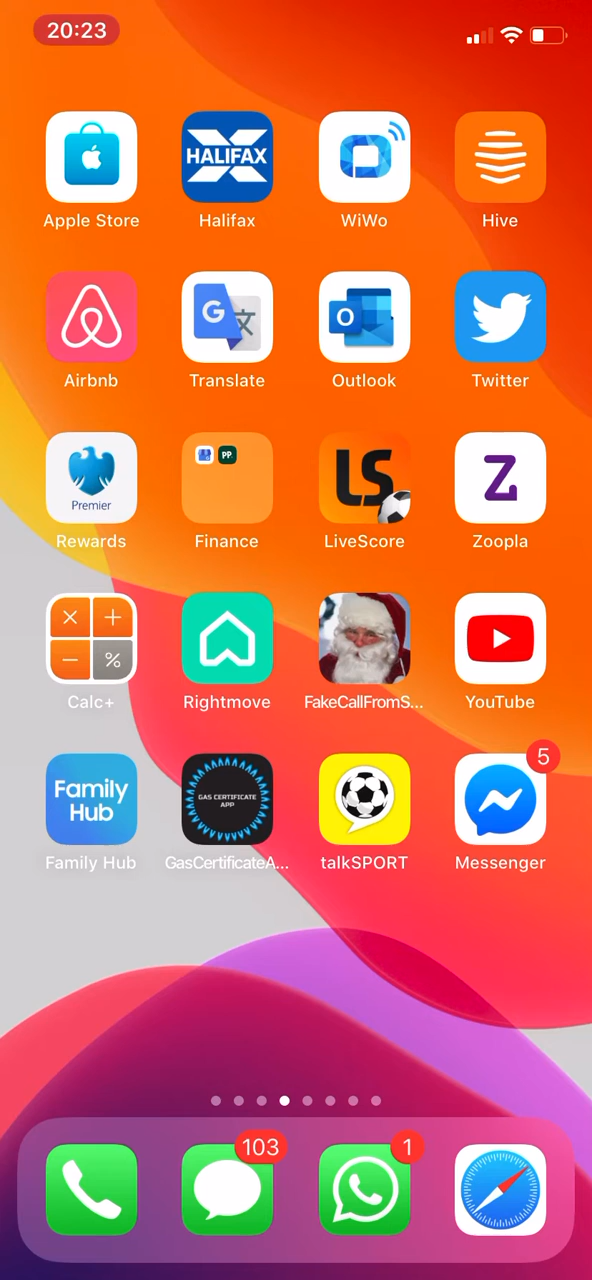 20:23
HALIFAX
Apple Store
Halifax
WiWo
Hive
G 文
O
Airbnb
Translate
Outlook
Twitter
Premier
PP
LS
Z
Rewards
Finance
LiveScore
Zoopla
× +
− %
Calc+
Rightmove
FakeCallFromS...
YouTube
5
Family
Hub
GAS CERTIFICATE
APP
Family Hub
GasCertificateA...
talkSPORT
Messenger
103
1